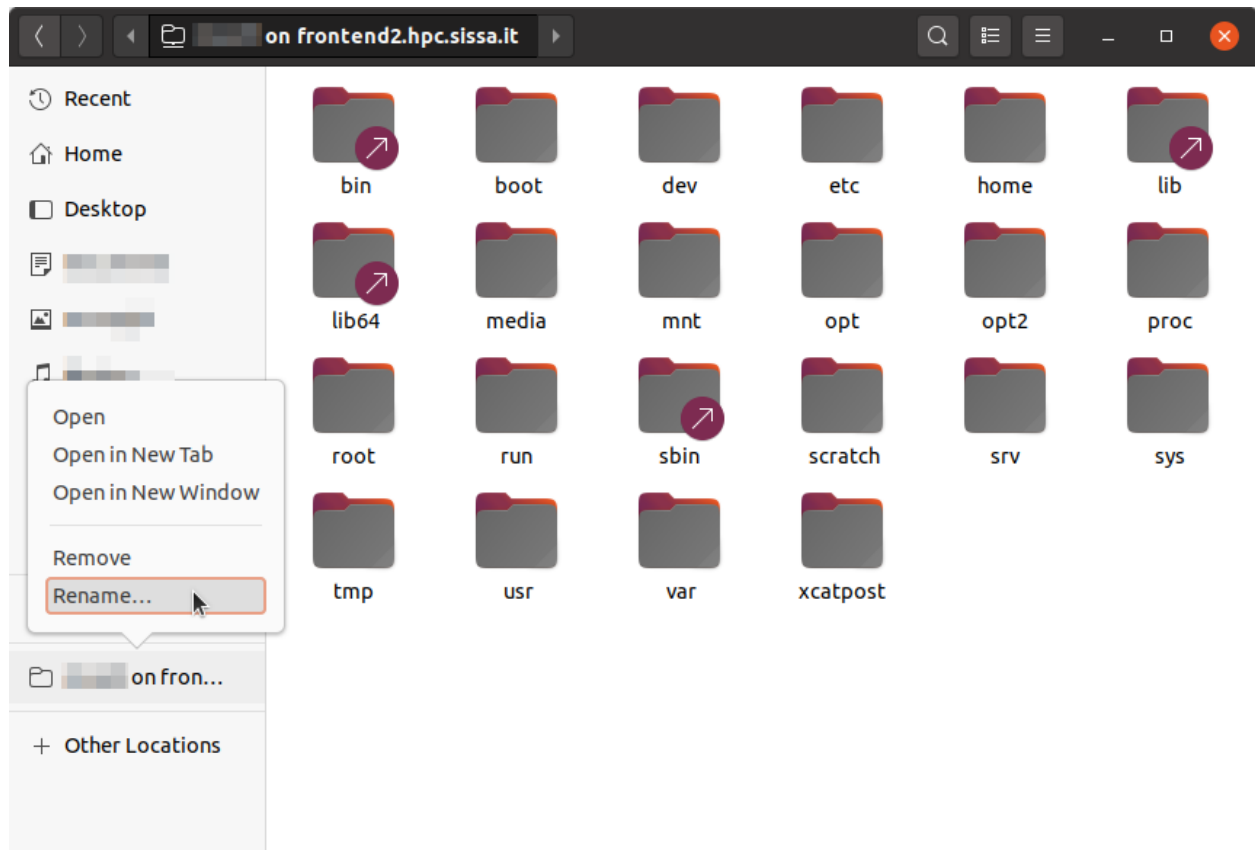 on frontend2.hpc.sissa.it
Recent
Home
Desktop
Open
Open in New Tab
Open in New Window
Remove
Rename...
on fron...
+ Other Locations
bin boot dev etc home lib
lib64 media mnt opt opt2 proc
root run sbin scratch srv sys
tmp usr var xcatpost